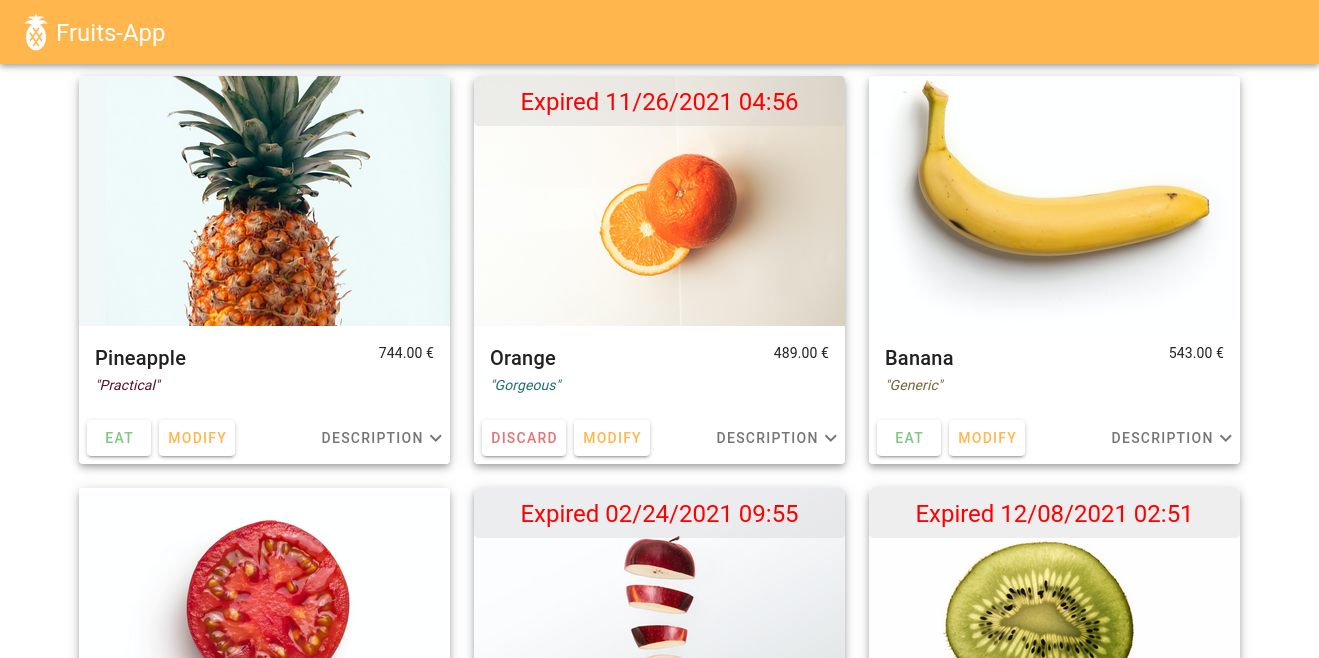 Fruits-App
Expired 11/26/2021 04:56
Pineapple
744.00 €
"Practical"
EAT
MODIFY
DESCRIPTION
Orange
489.00 €
"Gorgeous"
DISCARD
MODIFY
DESCRIPTION
Banana
543.00 €
"Generic"
EAT
MODIFY
DESCRIPTION
Expired 02/24/2021 09:55
Expired 12/08/2021 02:51